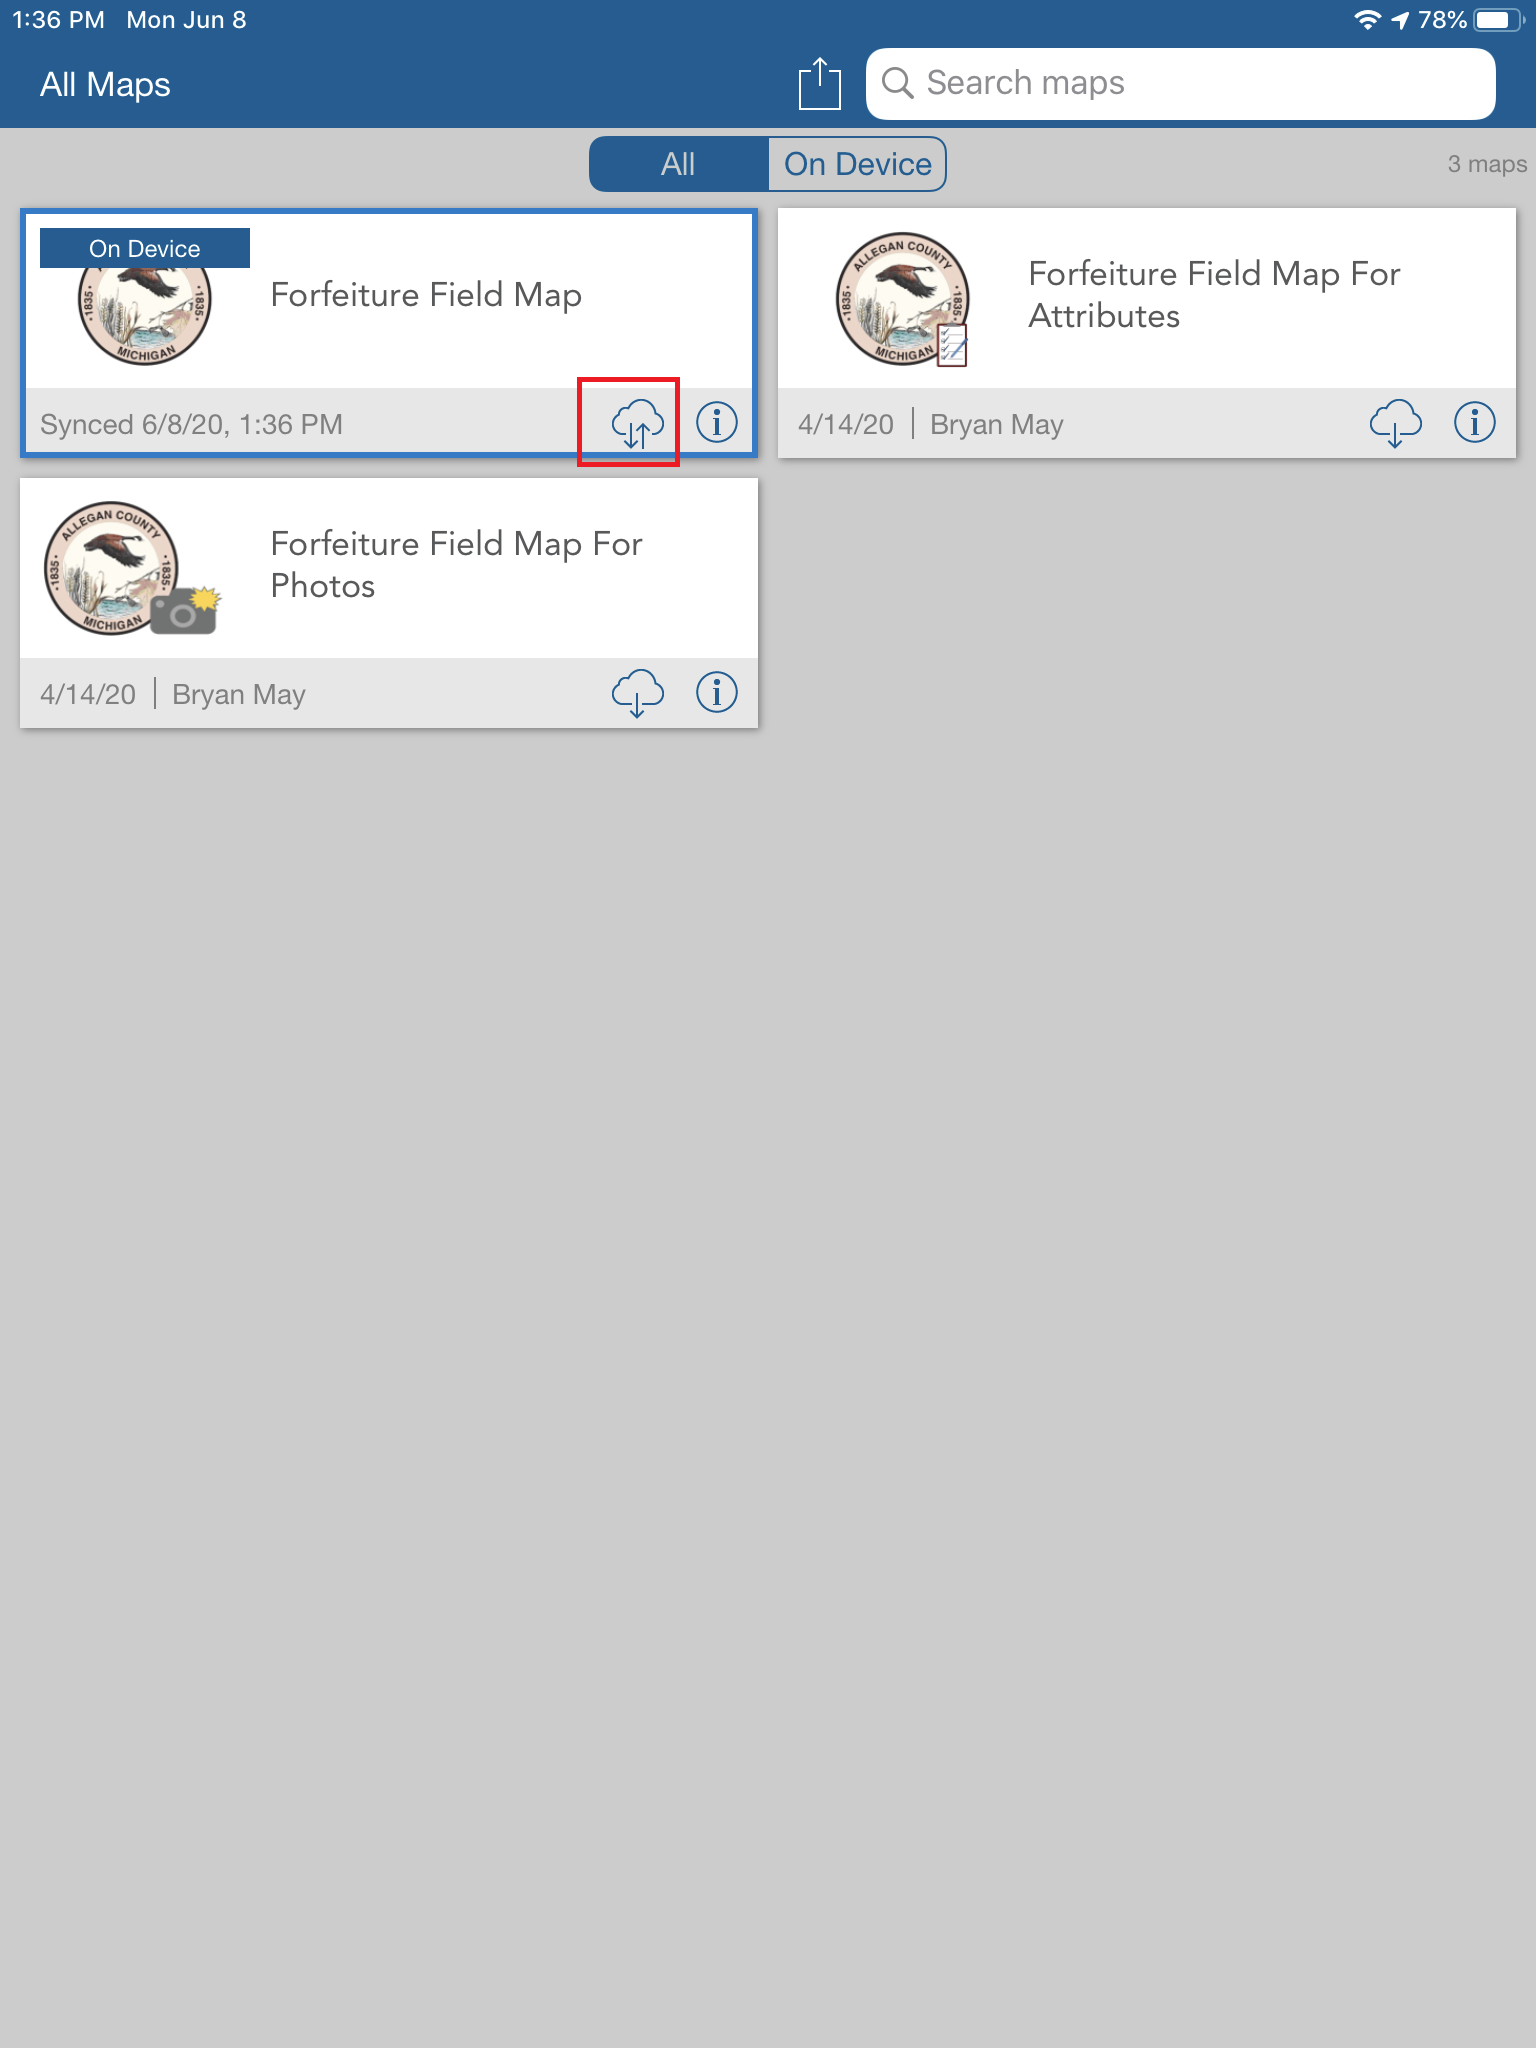 1:36 PM Mon Jun 8 78%
All Maps
Search maps
All On Device
3 maps
On Device
Forfeiture Field Map
1835 1835
MICHIGAN
Synced 6/8/20, 1:36 PM
ALLEGAN COUNTY
1835 1835
MICHIGAN
Forfeiture Field Map For
Attributes
4/14/20 | Bryan May
ALLEGAN COUNTY
1835 1835
MICHIGAN
Forfeiture Field Map For
Photos
4/14/20 | Bryan May